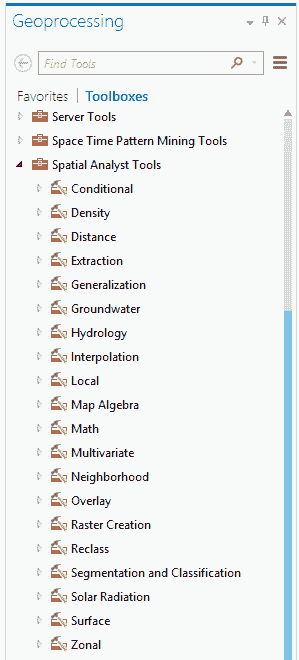 Geoprocessing
Find Tools
Favorites | Toolboxes
Server Tools
Space Time Pattern Mining Tools
Spatial Analyst Tools
Conditional
Density
Distance
Extraction
Generalization
Groundwater
Hydrology
Interpolation
Local
Map Algebra
Math
Multivariate
Neighborhood
Overlay
Raster Creation
Reclass
Segmentation and Classification
Solar Radiation
Surface
Zonal